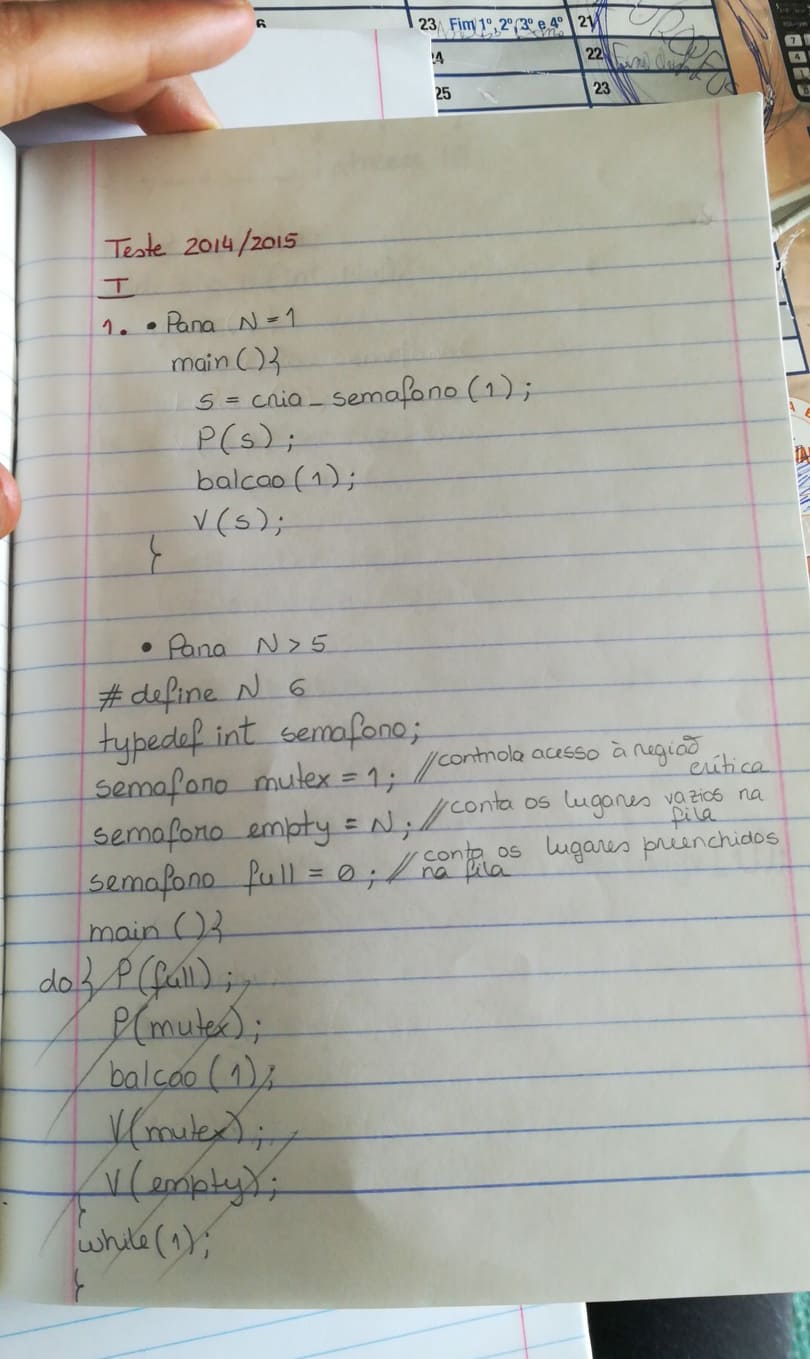 6
23 Fim 1º, 2º, 3º e 4º 21
24
22
25
23
Teste 2014/2015
I
1. • Para N = 1
main(){
s = cria_semaforo(1);
P(s);
balcao(1);
V(s);
}
• Para N > 5
#define N 6
typedef int semaforo;
semaforo mutex = 1; //controla acesso à região crítica
semaforo empty = N; //conta os lugares vazios na fila
semaforo full = 0; //conta os lugares preenchidos na fila
main(){
do{ P(full);
P(mutex);
balcao(1);
V(mutex);
V(empty);
}
while(1);
}